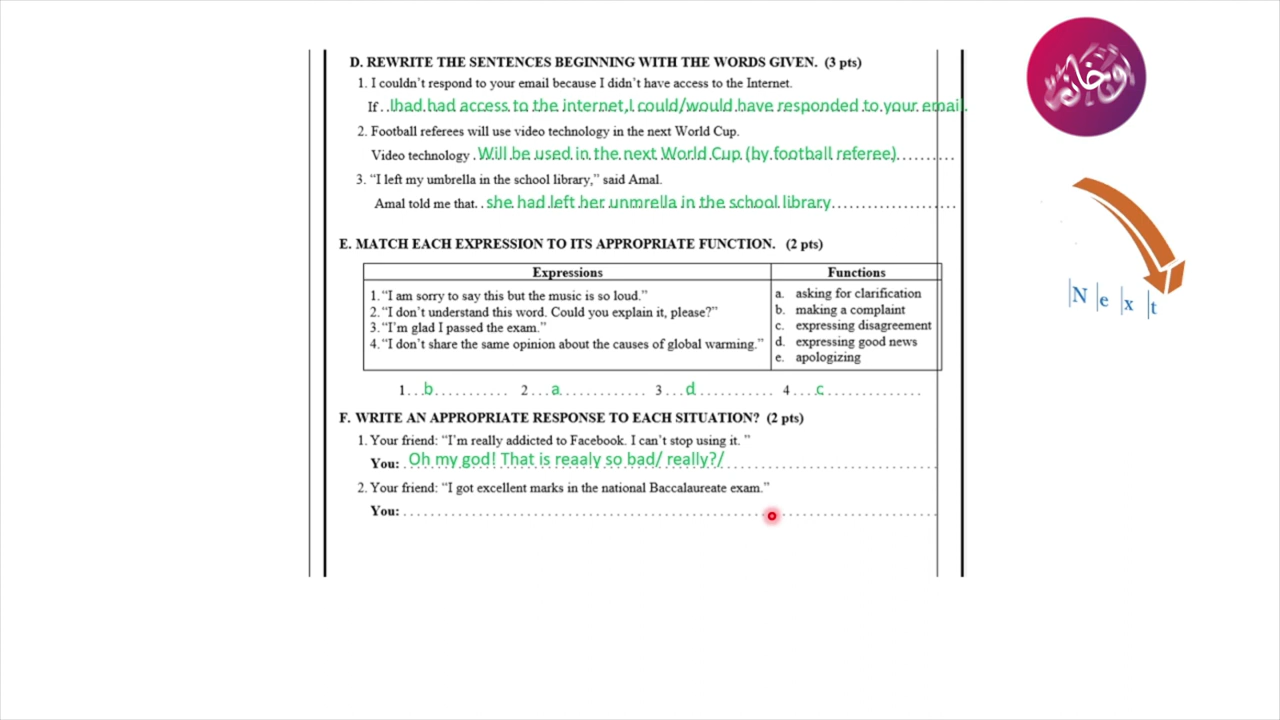 D. REWRITE THE SENTENCES BEGINNING WITH THE WORDS GIVEN. (3 pts)
1. I couldn't respond to your email because I didn't have access to the Internet.
If . . Ihad had access to the internet,I could/would have responded to your email.
2. Football referees will use video technology in the next World Cup.
Video technology . Will be used in the next World Cup (by football referee)..........
3. "I left my umbrella in the school library," said Amal.
Amal told me that. . she had left her unmrella in the school library......................
E. MATCH EACH EXPRESSION TO ITS APPROPRIATE FUNCTION. (2 pts)
Expressions Functions
1. "I am sorry to say this but the music is so loud." a. asking for clarification
2. "I don't understand this word. Could you explain it, please?" b. making a complaint
3. "I'm glad I passed the exam." c. expressing disagreement
4. "I don't share the same opinion about the causes of global warming." d. expressing good news
e. apologizing
1. . . b. . . . . . . . . . . 2. . . . a. . . . . . . . . . . . 3 . . . d. . . . . . . . . . . 4 . . . . c. . . . . . . . . . . . .
F. WRITE AN APPROPRIATE RESPONSE TO EACH SITUATION? (2 pts)
1. Your friend: "I'm really addicted to Facebook. I can't stop using it. "
You: . Oh my god! That is reaaly so bad/ really?/ . . . . . . . . . . . . . . . . . . . . . . . .
2. Your friend: "I got excellent marks in the national Baccalaureate exam."
You: . . . . . . . . . . . . . . . . . . . . . . . . . . . . . . . . . . . . . . . . . . . . . . . . . . . . . . . .
اوخانه
Next